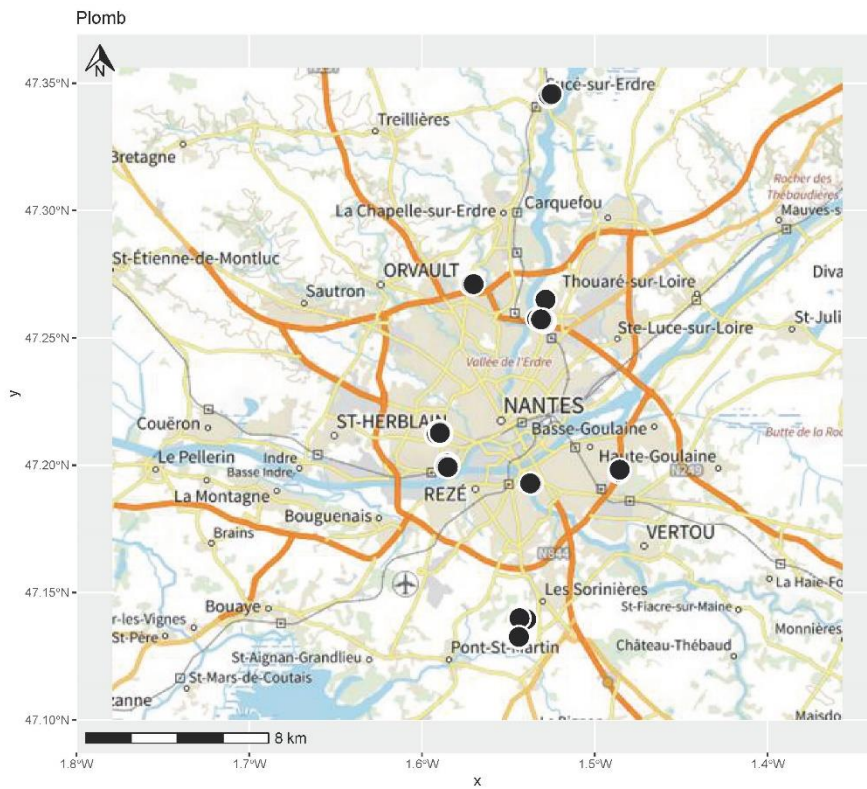 Plomb
N
47.35°N
47.30°N
47.25°N
47.20°N
47.15°N
47.10°N
y
Sucé-sur-Erdre
Treillières
Bretagne
Rocher des
Thébaudières
Carquefou
La Chapelle-sur-Erdre
Mauves-s
St-Étienne-de-Montluc
ORVAULT
Thouaré-sur-Loire
Diva
Sautron
St-Juli
Ste-Luce-sur-Loire
Vallée de l'Erdre
NANTES
ST-HERBLAIN
Couëron
Basse-Goulaine
Butte de la Roc
Le Pellerin
Indre
Basse Indre
Haute-Goulaine
N249
La Montagne
REZÉ
Bouguenais
Brains
VERTOU
N844
La Haie-Fo
Les Sorinières
Bouaye
St-Fiacre-sur-Maine
r-les-Vignes
Monnières
St-Père
Château-Thébaud
Pont-St-Martin
St-Aignan-Grandlieu
St-Mars-de-Coutais
zanne
Maisdo
8 km
1.8°W
1.7°W
1.6°W
1.5°W
1.4°W
x